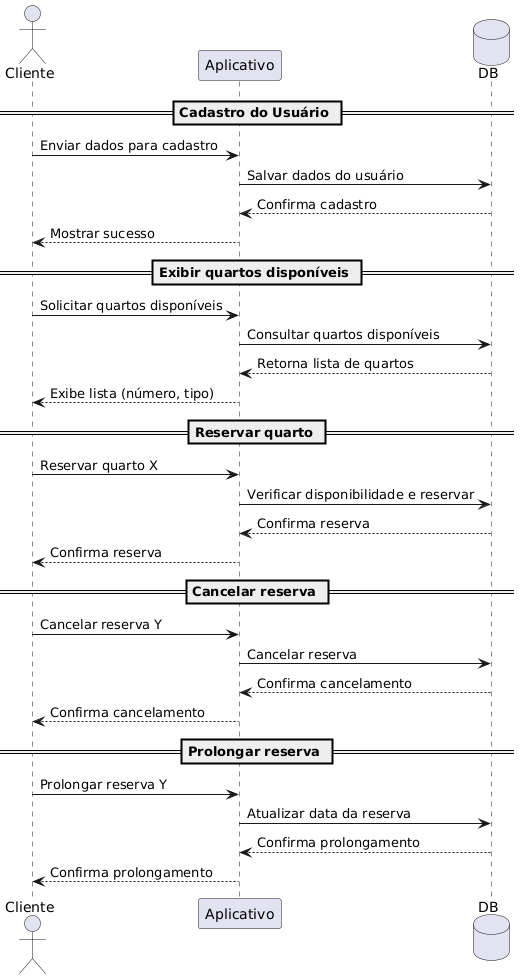 Cliente
Aplicativo
DB
Cadastro do Usuário
Enviar dados para cadastro
Salvar dados do usuário
Confirma cadastro
Mostrar sucesso
Exibir quartos disponíveis
Solicitar quartos disponíveis
Consultar quartos disponíveis
Retorna lista de quartos
Exibe lista (número, tipo)
Reservar quarto
Reservar quarto X
Verificar disponibilidade e reservar
Confirma reserva
Confirma reserva
Cancelar reserva
Cancelar reserva Y
Cancelar reserva
Confirma cancelamento
Confirma cancelamento
Prolongar reserva
Prolongar reserva Y
Atualizar data da reserva
Confirma prolongamento
Confirma prolongamento
Cliente
Aplicativo
DB